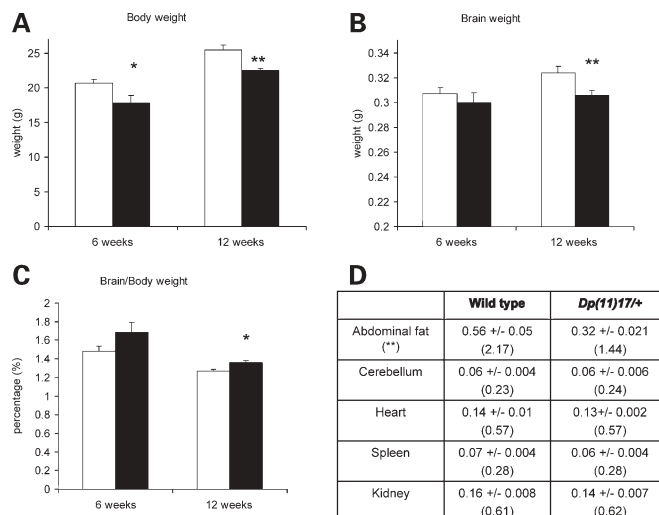 A
Body weight
*
**
weight (g)
25
20
15
10
5
0
6 weeks
12 weeks
B
Brain weight
**
weight (g)
0.34
0.32
0.3
0.28
0.26
0.24
0.22
0.2
6 weeks
12 weeks
C
Brain/Body weight
*
percentage (%)
2
1.8
1.6
1.4
1.2
1
0.8
0.6
0.4
0.2
0
6 weeks
12 weeks
D
Wild type Dp(11)17/+
Abdominal fat 0.56 +/- 0.05 0.32 +/- 0.021
(**) (2.17) (1.44)
Cerebellum 0.06 +/- 0.004 0.06 +/- 0.006
(0.23) (0.24)
Heart 0.14 +/- 0.01 0.13+/- 0.002
(0.57) (0.57)
Spleen 0.07 +/- 0.004 0.06 +/- 0.004
(0.28) (0.28)
Kidney 0.16 +/- 0.008 0.14 +/- 0.007
(0.61) (0.62)